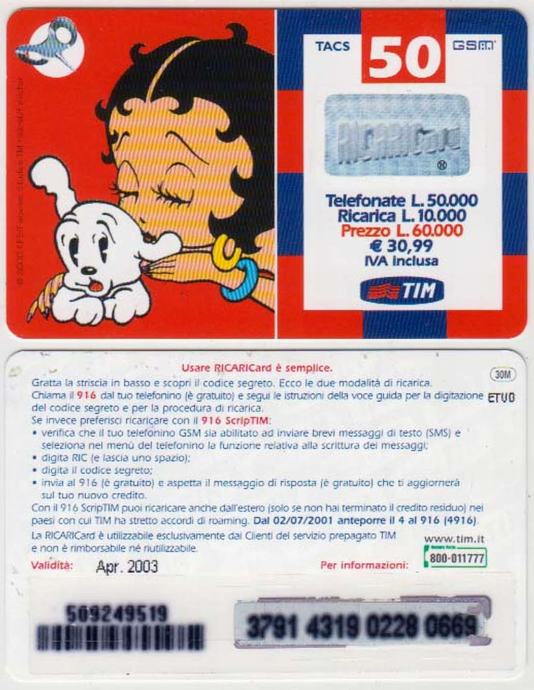 TACS 50 GSM
RICARICard ®
Telefonate L. 50.000
Ricarica L. 10.000
Prezzo L. 60.000
€ 30,99
IVA inclusa
TIM
Usare RICARICard è semplice.
30M
Gratta la striscia in basso e scopri il codice segreto. Ecco le due modalità di ricarica.
Chiama il 916 dal tuo telefonino (è gratuito) e segui le istruzioni della voce guida per la digitazione
ETVO
del codice segreto e per la procedura di ricarica.
Se invece preferisci ricaricare con il 916 ScripTIM:
• verifica che il tuo telefonino GSM sia abilitato ad inviare brevi messaggi di testo (SMS) e
seleziona nel menù del telefonino la funzione relativa alla scrittura dei messaggi;
• digita RIC (e lascia uno spazio);
• digita il codice segreto;
• invia al 916 (è gratuito) e aspetta il messaggio di risposta (è gratuito) che ti aggiornerà
sul tuo nuovo credito.
Con il 916 ScripTIM puoi ricaricare anche dall'estero (solo se non hai terminato il credito residuo) nei
paesi con cui TIM ha stretto accordi di roaming. Dal 02/07/2001 anteporre il 4 al 916 (4916).
La RICARICard è utilizzabile esclusivamente dai Clienti del servizio prepagato TIM
e non è rimborsabile né riutilizzabile.
www.tim.it
Validità: Apr. 2003
Per informazioni: 800-011777
509249519
3791 4319 0228 0669